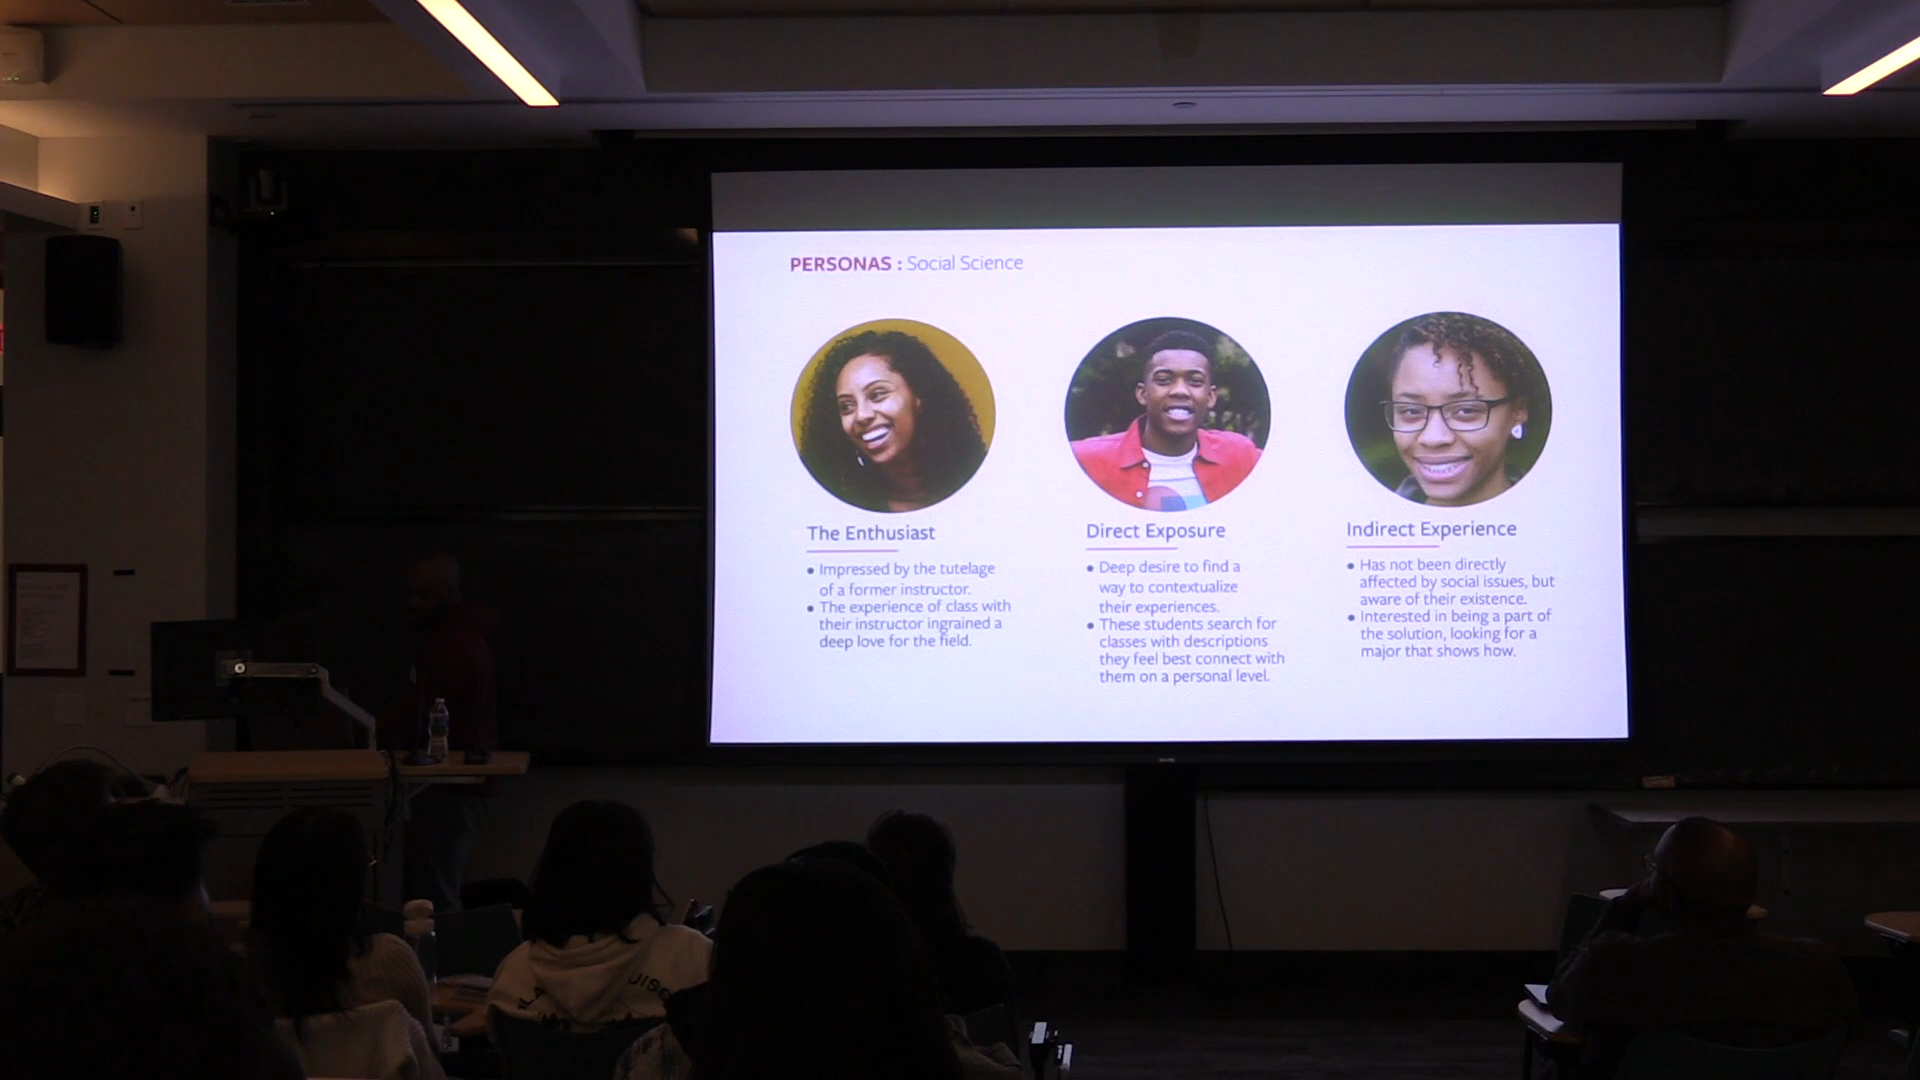 PERSONAS : Social Science
The Enthusiast
• Impressed by the tutelage
of a former instructor.
• The experience of class with
their instructor ingrained a
deep love for the field.
Direct Exposure
• Deep desire to find a
way to contextualize
their experiences.
• These students search for
classes with descriptions
they feel best connect with
them on a personal level.
Indirect Experience
• Has not been directly
affected by social issues, but
aware of their existence.
• Interested in being a part of
the solution, looking for a
major that shows how.